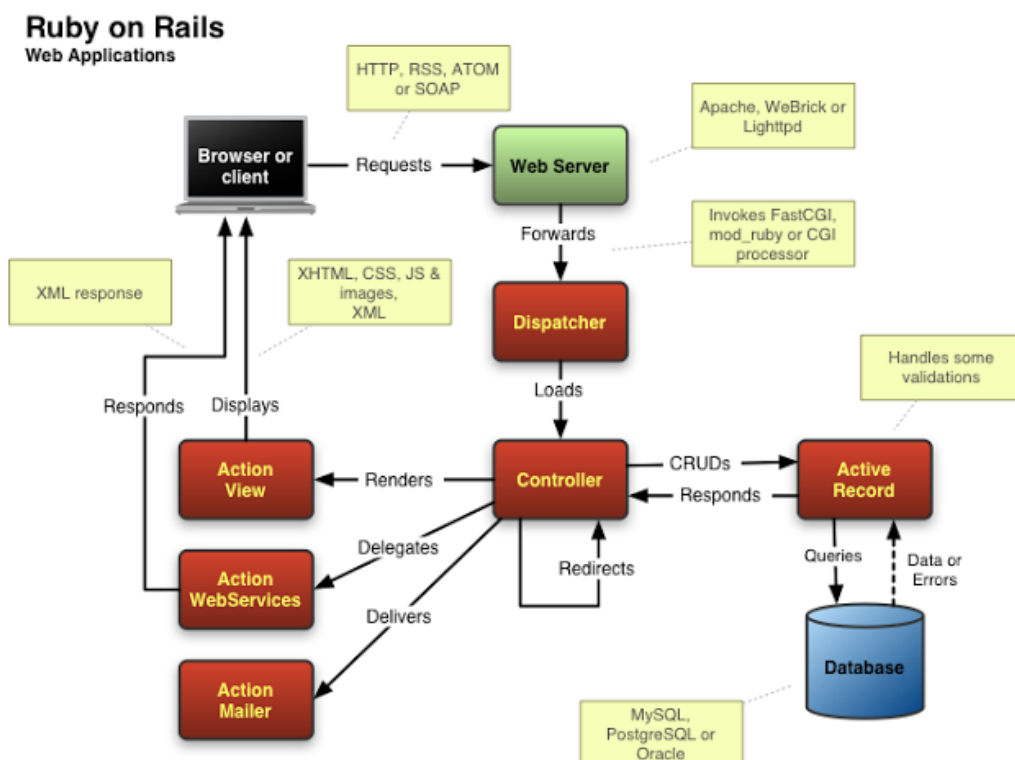 Ruby on Rails
Web Applications
HTTP, RSS, ATOM
or SOAP
Apache, WeBrick or
Lighttpd
Browser or
client
Requests
Web Server
Forwards
Invokes FastCGI,
mod_ruby or CGI
processor
XML response
XHTML, CSS, JS &
images,
XML
Dispatcher
Handles some
validations
Loads
Responds
Displays
Action
View
Renders
Controller
CRUDs
Responds
Active
Record
Delegates
Redirects
Queries
Data or
Errors
Action
WebServices
Delivers
Action
Mailer
Database
MySQL,
PostgreSQL or
Oracle